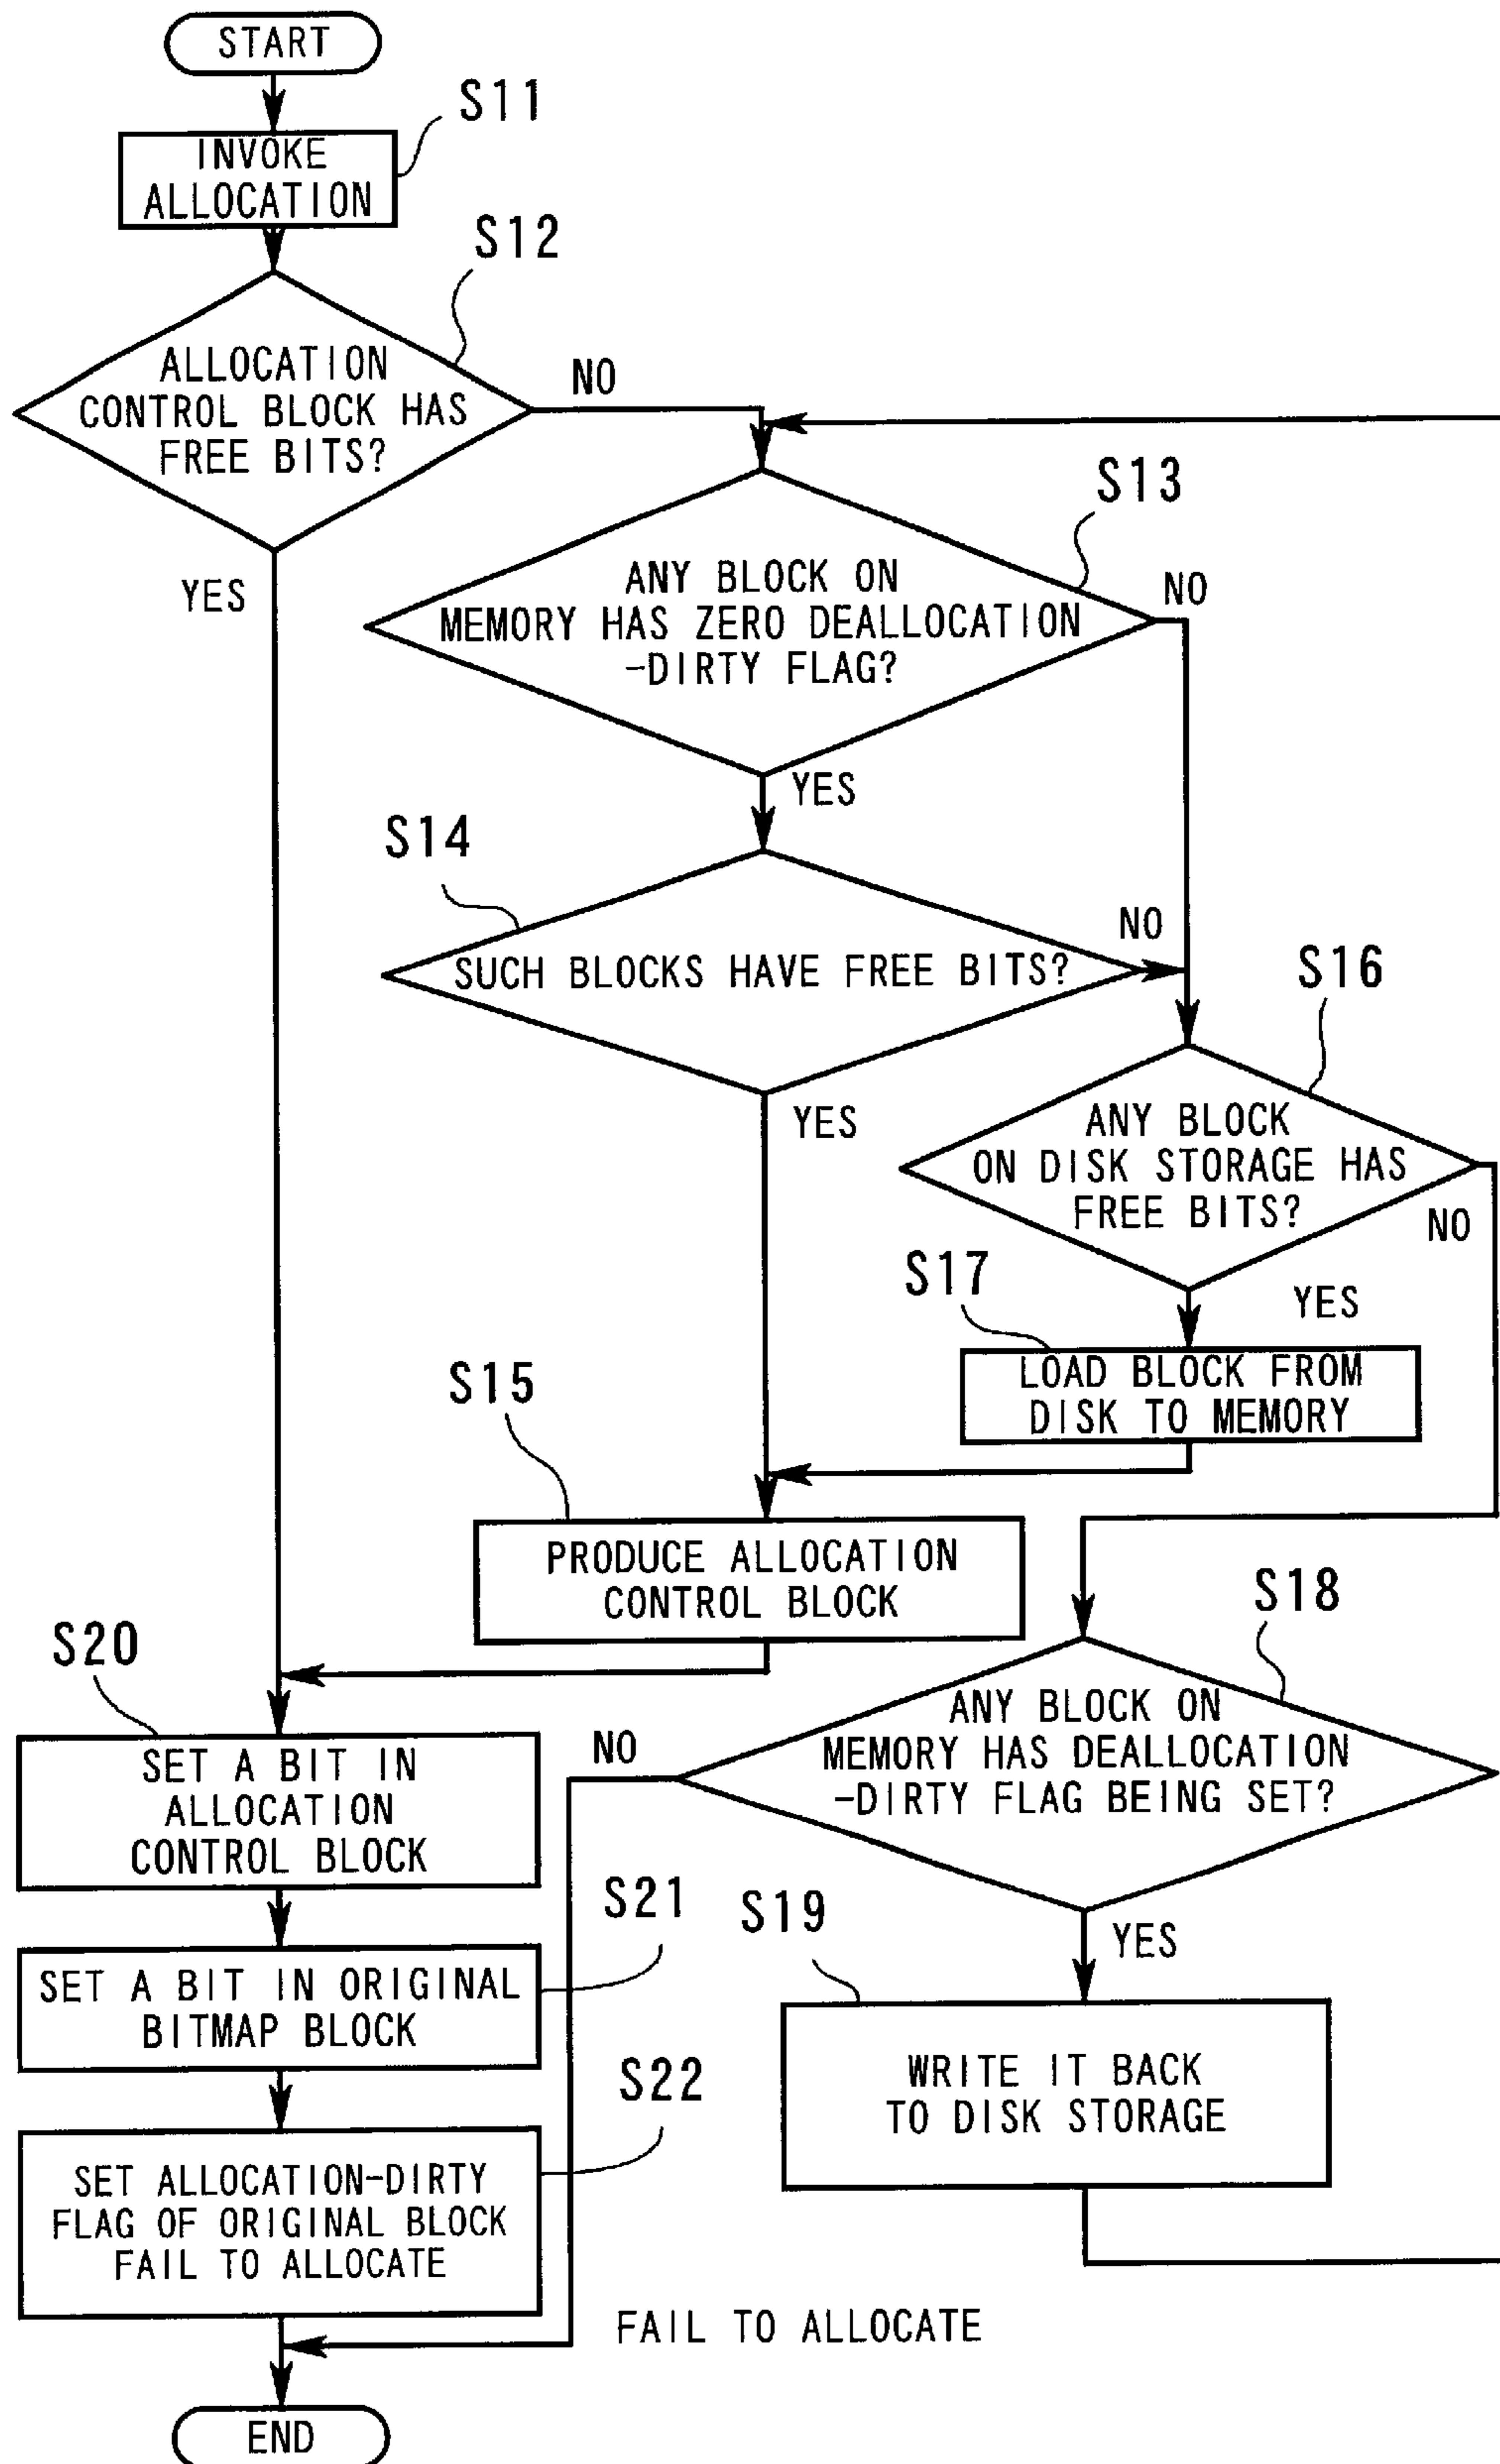 START
S11
INVOKE
ALLOCATION
S12
ALLOCATION
CONTROL BLOCK HAS
FREE BITS?
NO
YES
S13
ANY BLOCK ON
MEMORY HAS ZERO DEALLOCATION
-DIRTY FLAG?
NO
YES
S14
SUCH BLOCKS HAVE FREE BITS?
NO
YES
S16
ANY BLOCK
ON DISK STORAGE HAS
FREE BITS?
NO
YES
S17
LOAD BLOCK FROM
DISK TO MEMORY
S15
PRODUCE ALLOCATION
CONTROL BLOCK
S18
ANY BLOCK ON
MEMORY HAS DEALLOCATION
-DIRTY FLAG BEING SET?
NO
YES
S19
WRITE IT BACK
TO DISK STORAGE
S20
SET A BIT IN
ALLOCATION
CONTROL BLOCK
S21
SET A BIT IN ORIGINAL
BITMAP BLOCK
S22
SET ALLOCATION-DIRTY
FLAG OF ORIGINAL BLOCK
FAIL TO ALLOCATE
FAIL TO ALLOCATE
END